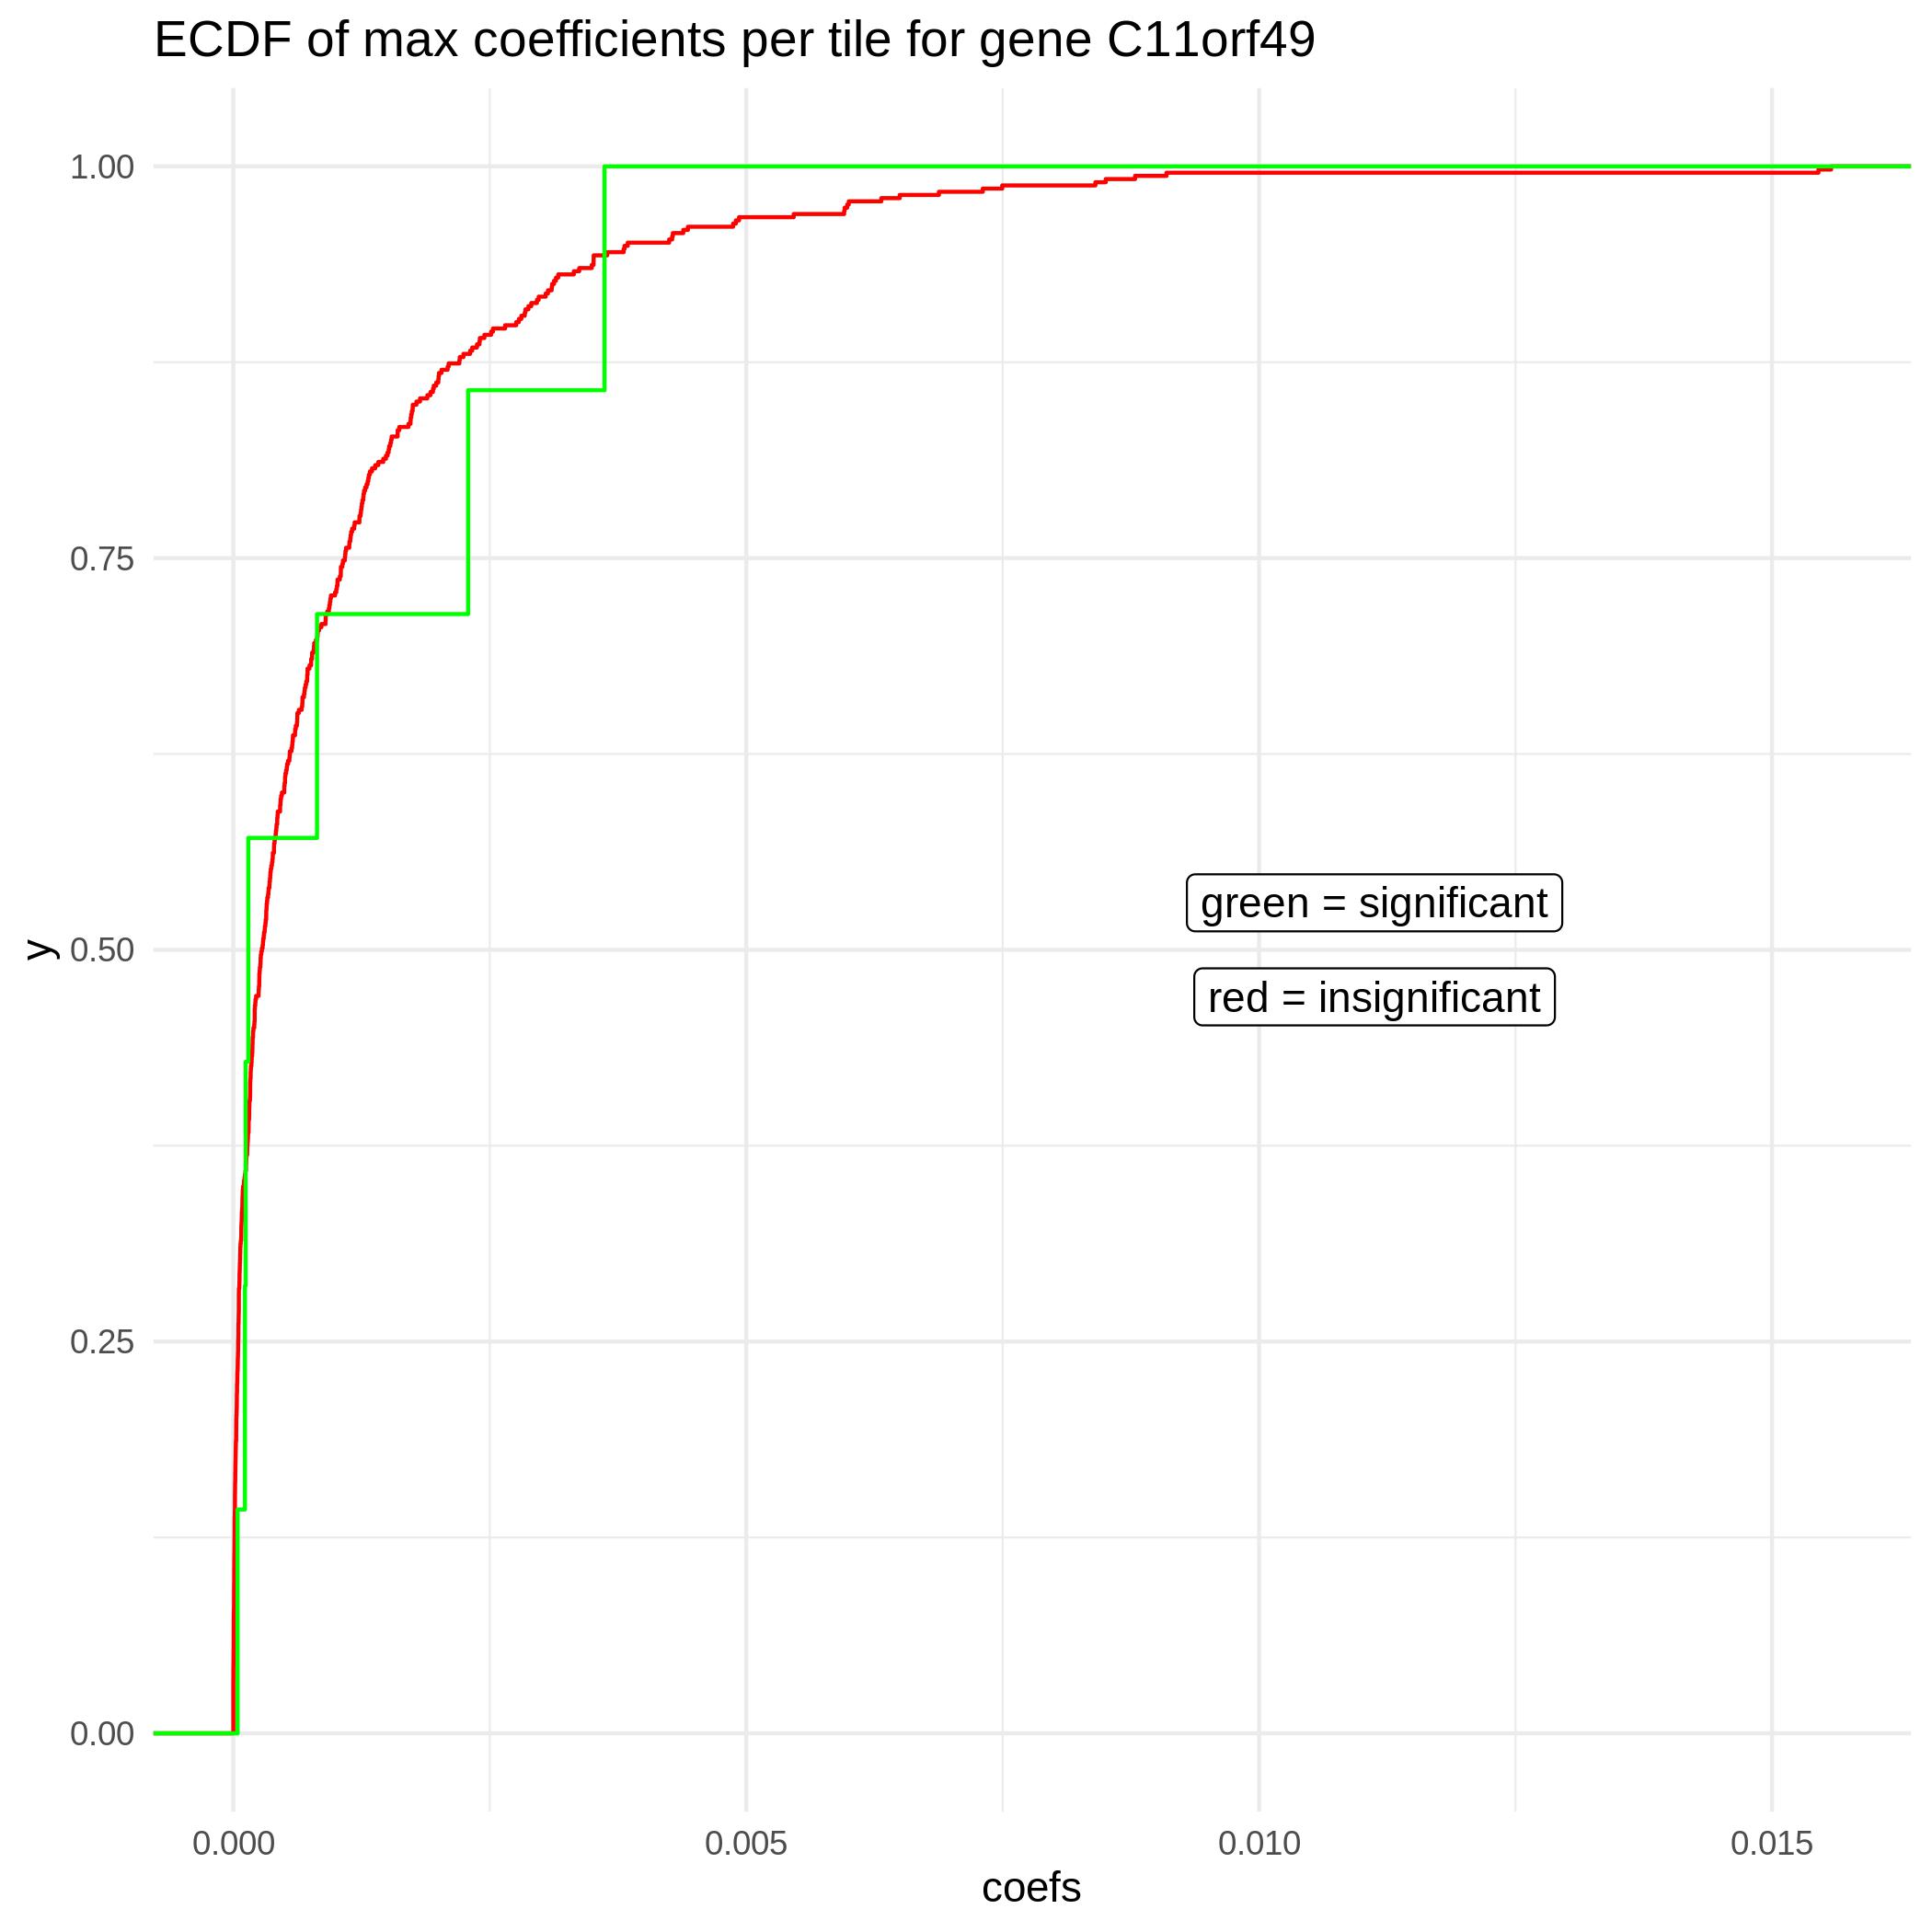 ECDF of max coefficients per tile for gene C11orf49
1.00
0.75
0.50
0.25
0.00
y
green = significant
red = insignificant
0.000
0.005
0.010
0.015
coefs